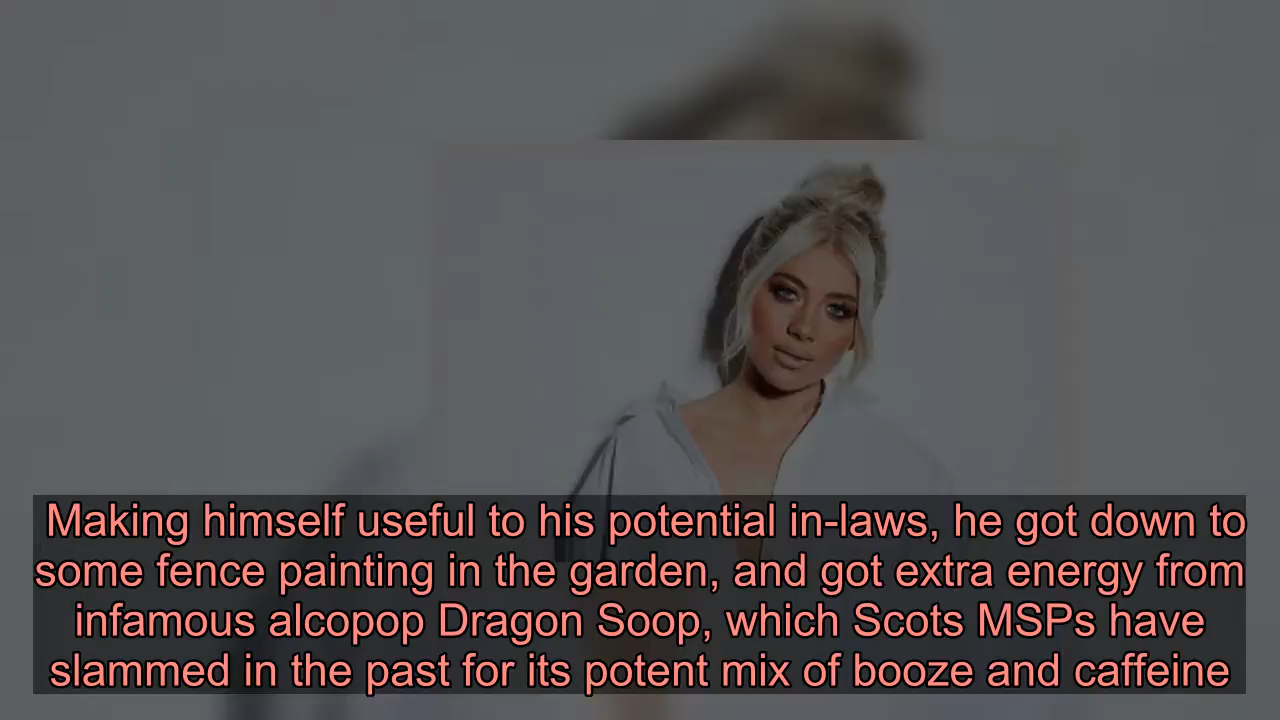 Making himself useful to his potential in-laws, he got down to
some fence painting in the garden, and got extra energy from
infamous alcopop Dragon Soop, which Scots MSPs have
slammed in the past for its potent mix of booze and caffeine